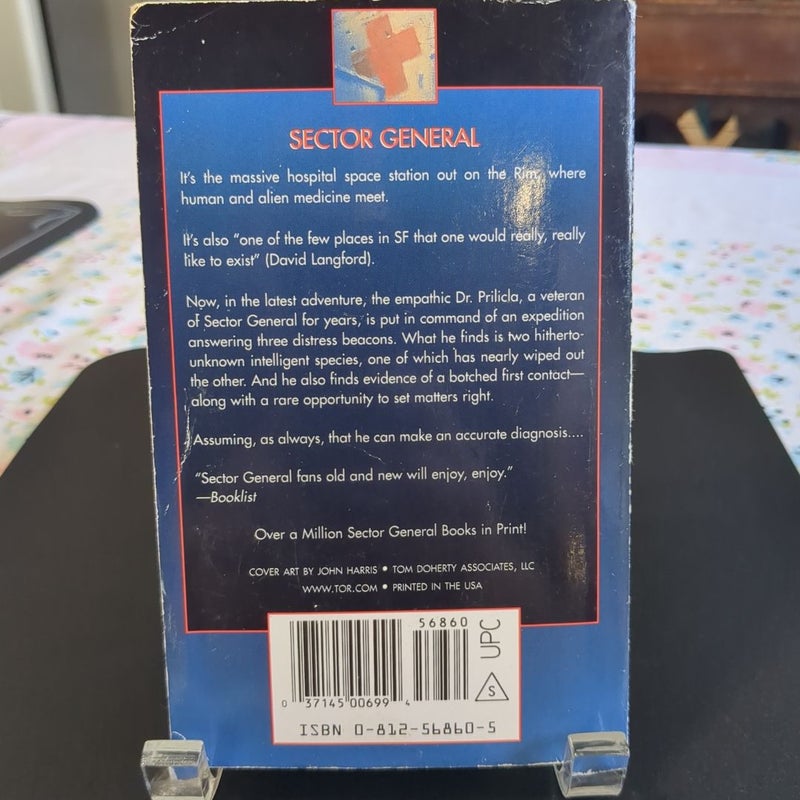 SECTOR GENERAL
It's the massive hospital space station out on the Rim, where
human and alien medicine meet.
It's also "one of the few places in SF that one would really, really
like to exist" (David Langford).
Now, in the latest adventure, the empathic Dr. Prilicla, a veteran
of Sector General for years, is put in command of an expedition
answering three distress beacons. What he finds is two hitherto-
unknown intelligent species, one of which has nearly wiped out
the other. And he also finds evidence of a botched first contact—
along with a rare opportunity to set matters right.
Assuming, as always, that he can make an accurate diagnosis....
"Sector General fans old and new will enjoy, enjoy."
—Booklist
Over a Million Sector General Books in Print!
COVER ART BY JOHN HARRIS • TOM DOHERTY ASSOCIATES, LLC
WWW.TOR.COM • PRINTED IN THE USA
56860
UPC
S
0 37145 00699 4
ISBN 0-812-56860-5